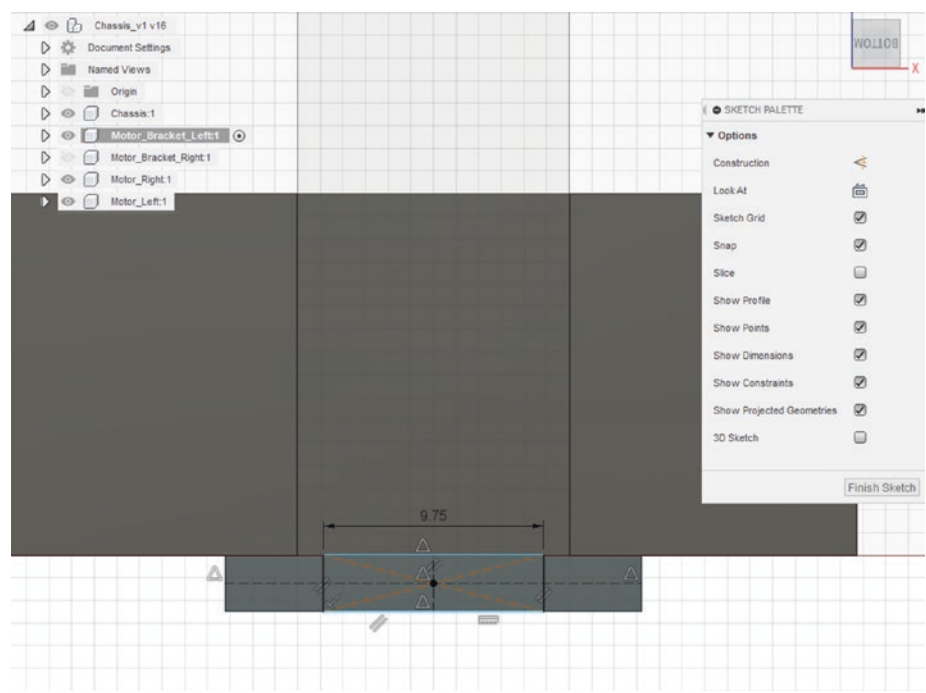 Chassis_v1 v16
Document Settings
Named Views
Origin
Chassis:1
Motor_Bracket_Left:1
Motor_Bracket_Right:1
Motor_Right:1
Motor_Left:1
BOTTOM
X
SKETCH PALETTE
Options
Construction
Look At
Sketch Grid
Snap
Slice
Show Profile
Show Points
Show Dimensions
Show Constraints
Show Projected Geometries
3D Sketch
Finish Sketch
9.75